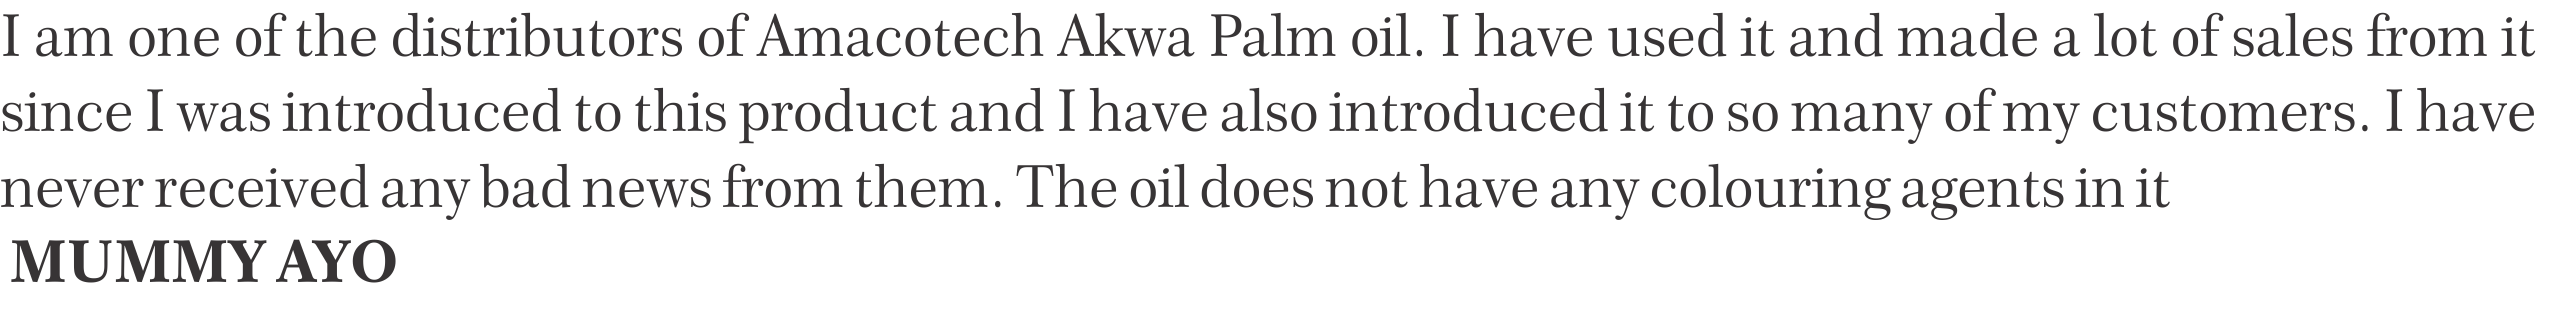 I am one of the distributors of Amacotech Akwa Palm oil. I have used it and made a lot of sales from it
since I was introduced to this product and I have also introduced it to so many of my customers. I have
never received any bad news from them. The oil does not have any colouring agents in it
MUMMY AYO